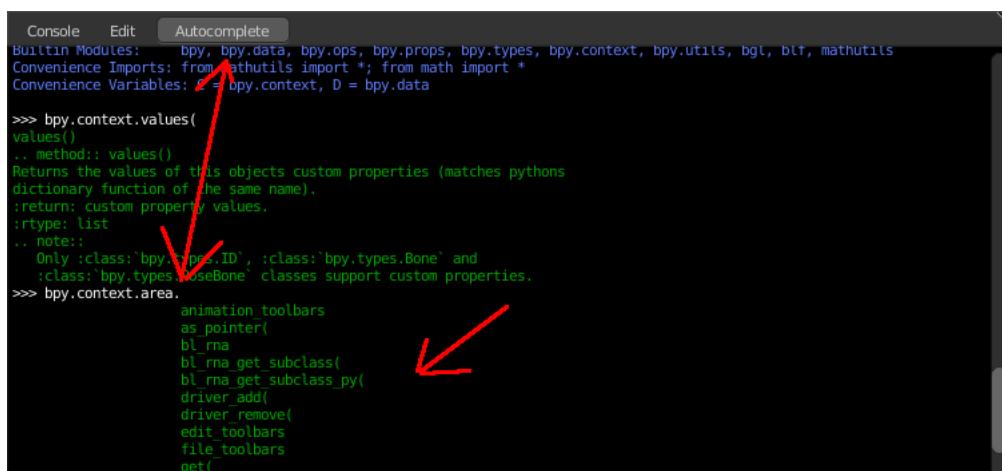 Console Edit Autocomplete
Builtin Modules: bpy, bpy.data, bpy.ops, bpy.props, bpy.types, bpy.context, bpy.utils, bgl, blf, mathutils
Convenience Imports: from mathutils import *; from math import *
Convenience Variables: C = bpy.context, D = bpy.data
>>> bpy.context.values(
values()
.. method:: values()
Returns the values of this objects custom properties (matches pythons
dictionary function of the same name).
:return: custom property values.
:rtype: list
.. note::
Only :class:`bpy.types.ID`, :class:`bpy.types.Bone` and
:class:`bpy.types.PoseBone` classes support custom properties.
>>> bpy.context.area.
animation_toolbars
as_pointer(
bl_rna
bl_rna_get_subclass(
bl_rna_get_subclass_py(
driver_add(
driver_remove(
edit_toolbars
file_toolbars
get(